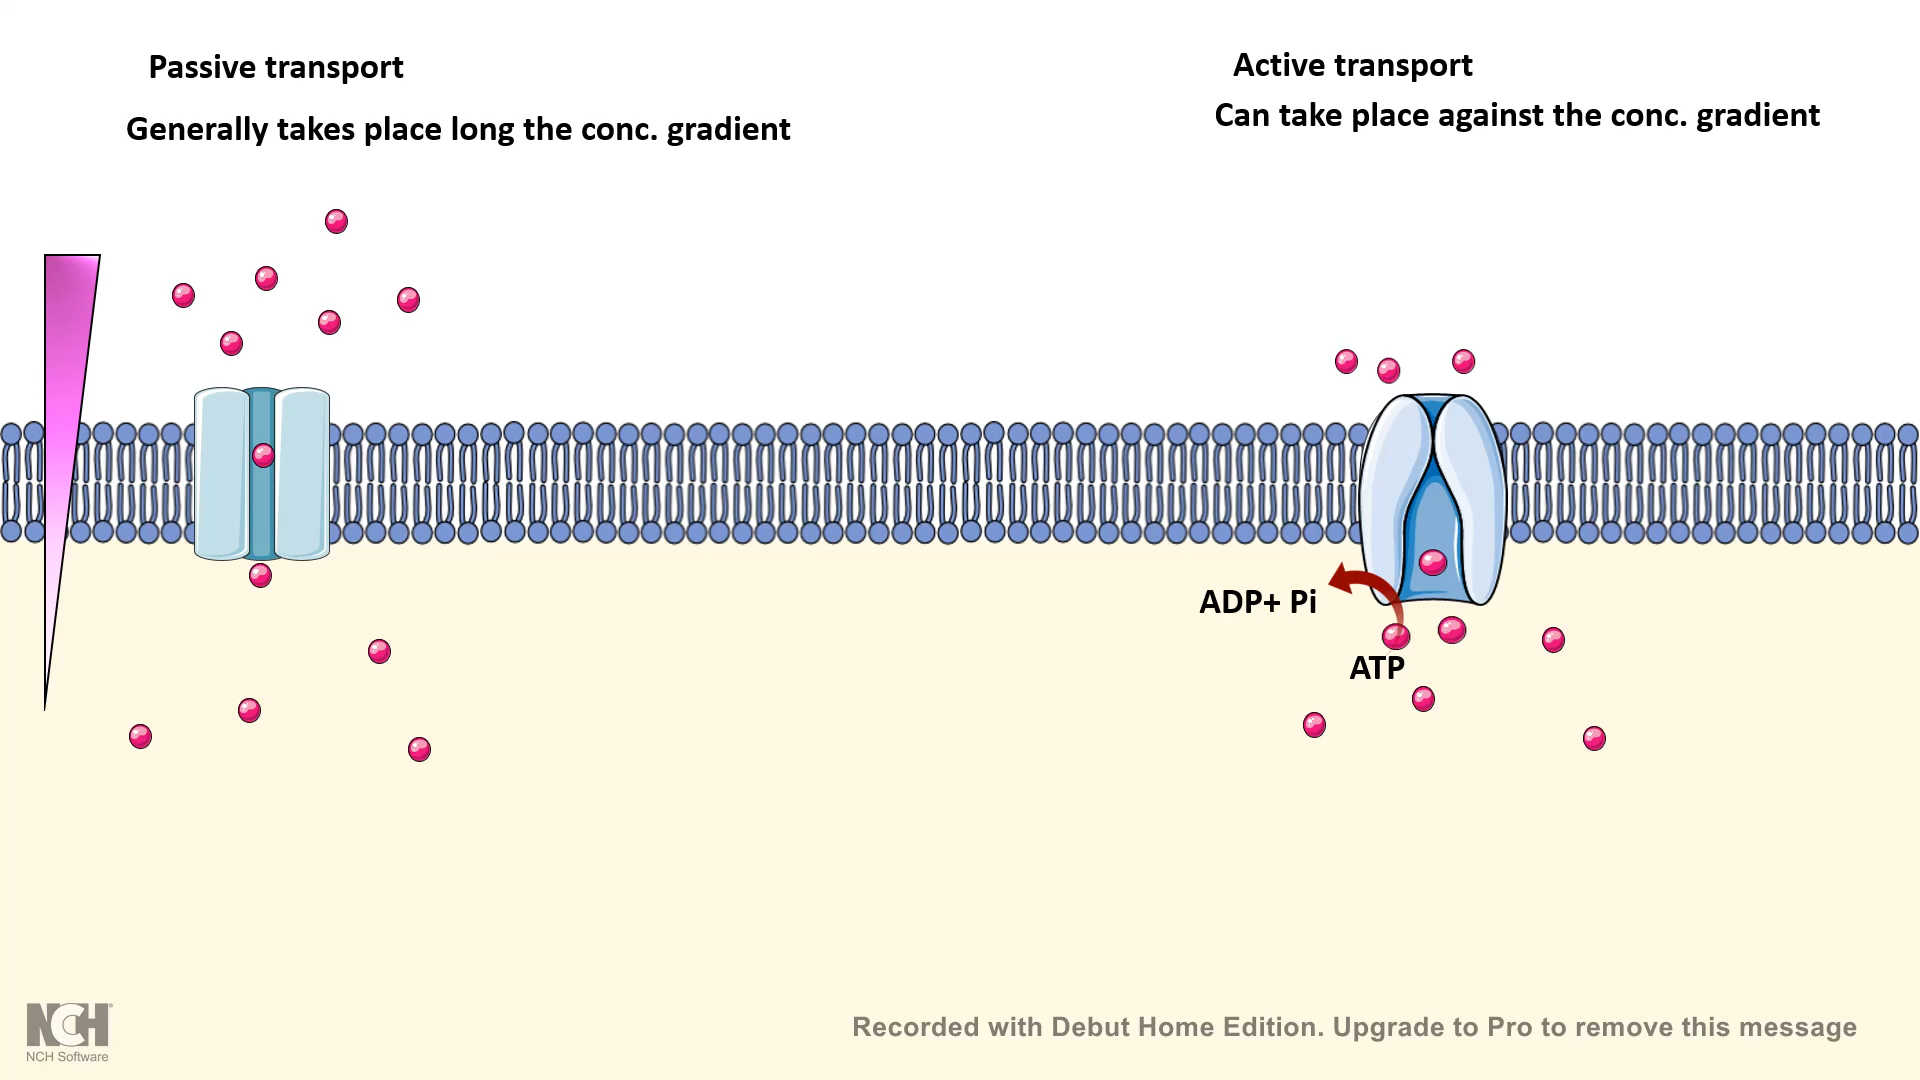 Passive transport
Generally takes place long the conc. gradient
Active transport
Can take place against the conc. gradient
ADP+ Pi
ATP
NCH
NCH Software
Recorded with Debut Home Edition. Upgrade to Pro to remove this message